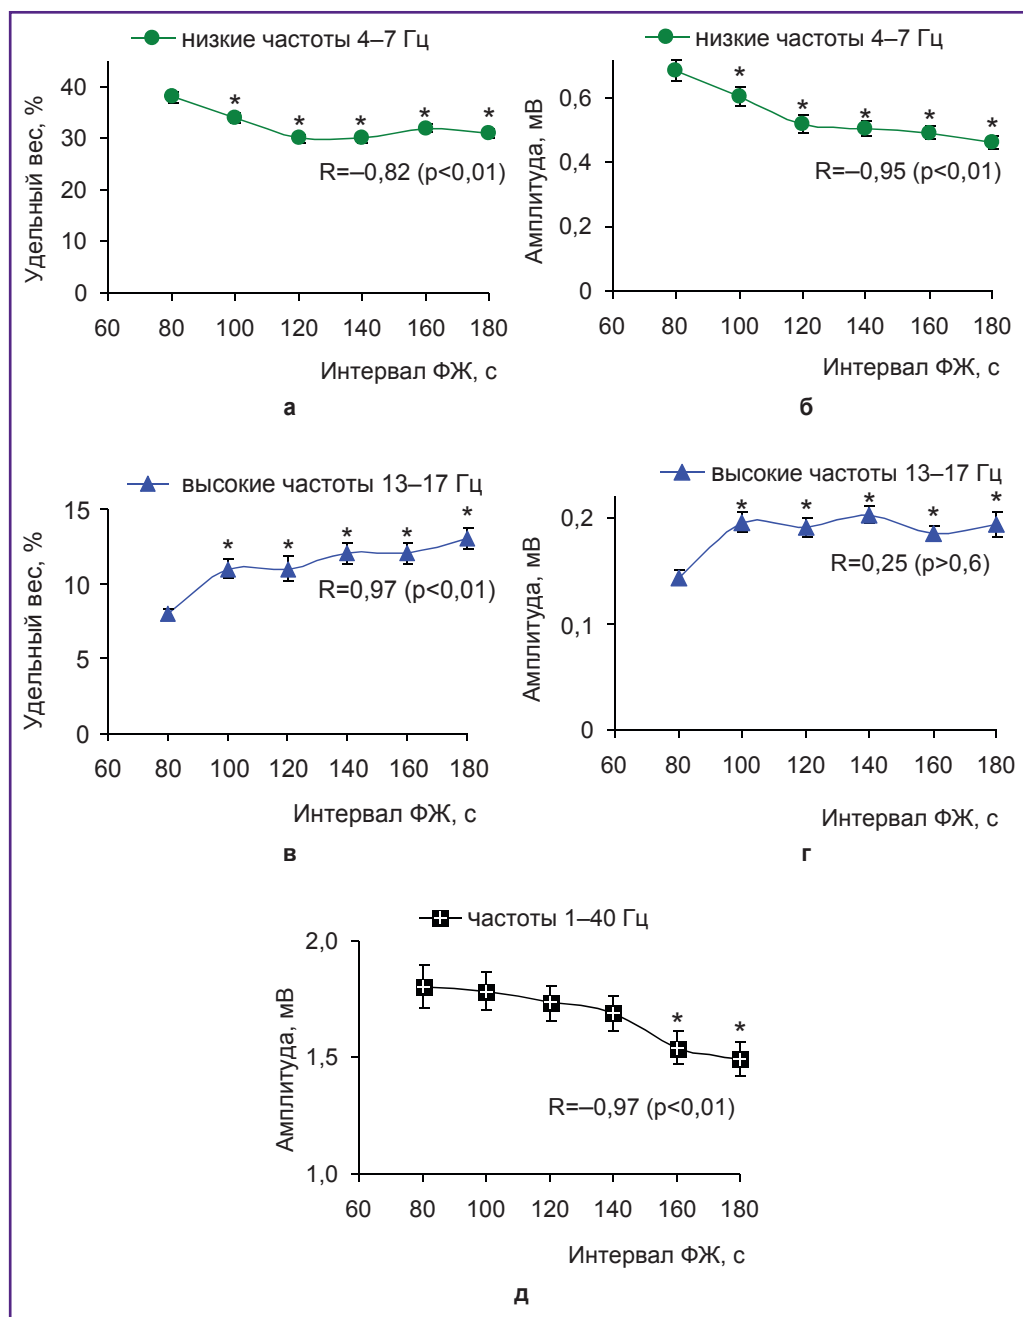 низкие частоты 4–7 Гц
Удельный вес, %
40
30
20
10
0
* * * * *
R=–0,82 (p<0,01)
60 80 100 120 140 160 180
Интервал ФЖ, с
а
низкие частоты 4–7 Гц
Амплитуда, мВ
0,6
0,4
0,2
0
* * * * *
R=–0,95 (p<0,01)
60 80 100 120 140 160 180
Интервал ФЖ, с
б
высокие частоты 13–17 Гц
Удельный вес, %
15
10
5
0
* * * * *
R=0,97 (p<0,01)
60 80 100 120 140 160 180
Интервал ФЖ, с
в
высокие частоты 13–17 Гц
Амплитуда, мВ
0,2
0,1
0
* * * * *
R=0,25 (p>0,6)
60 80 100 120 140 160 180
Интервал ФЖ, с
г
частоты 1–40 Гц
Амплитуда, мВ
2,0
1,5
1,0
* *
R=–0,97 (p<0,01)
60 80 100 120 140 160 180
Интервал ФЖ, с
д